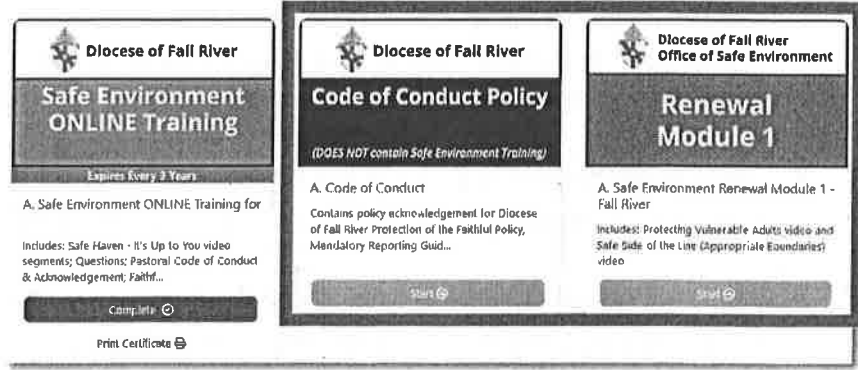 Diocese of Fall River
Safe Environment
ONLINE Training
Expires Every 3 Years
A. Safe Environment ONLINE Training for
Includes: Safe Haven - It's Up to You video
segments; Questions; Pastoral Code of Conduct
& Acknowledgement; Faithf...
Complete
Print Certificate
Diocese of Fall River
Code of Conduct Policy
(DOES NOT contain Safe Environment Training)
A. Code of Conduct
Contains policy acknowledgement for Diocese
of Fall River Protection of the Faithful Policy,
Mandatory Reporting Guid...
Start
Diocese of Fall River
Office of Safe Environment
Renewal
Module 1
A. Safe Environment Renewal Module 1 -
Fall River
Includes: Protecting Vulnerable Adults video and
Safe Side of the Line (Appropriate Boundaries)
video
Start